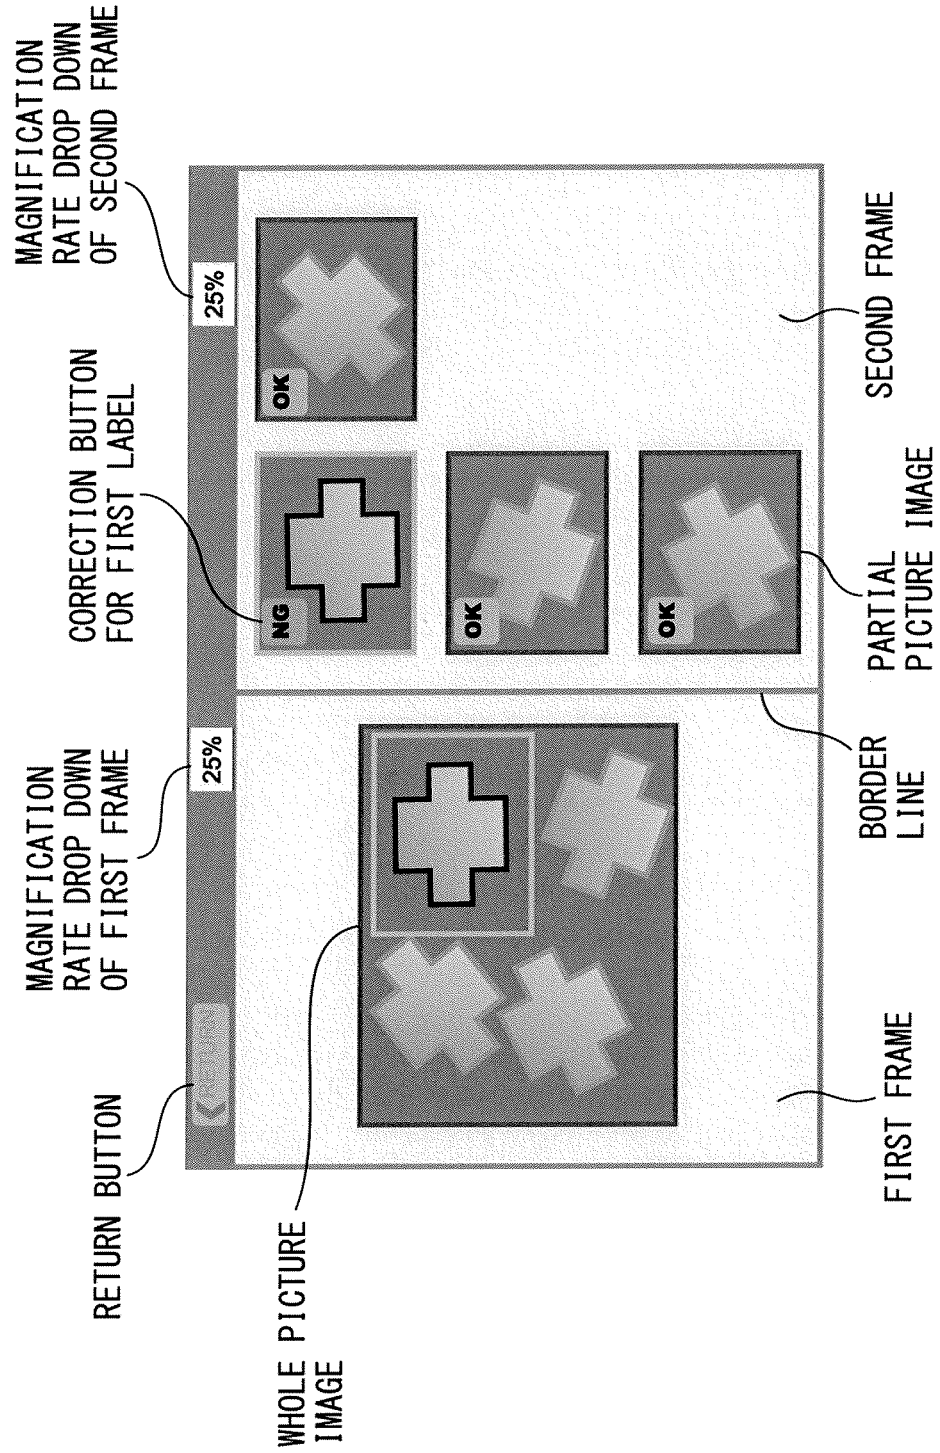 RETURN BUTTON
MAGNIFICATION
RATE DROP DOWN
OF FIRST FRAME
CORRECTION BUTTON
FOR FIRST LABEL
MAGNIFICATION
RATE DROP DOWN
OF SECOND FRAME
25%
25%
WHOLE PICTURE
IMAGE
NG
OK
OK
OK
FIRST FRAME
BORDER
LINE
PARTIAL
PICTURE IMAGE
SECOND FRAME